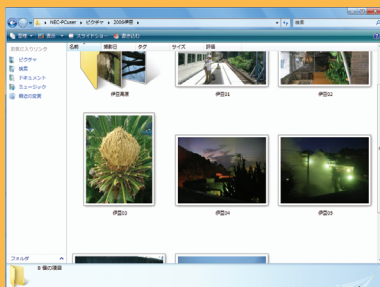 NEC-PCuser ▸ ピクチャ ▸ 2006伊豆 ▸
検索
整理 表示 スライドショー 書き込む
お気に入りリンク
ピクチャ
検索
ドキュメント
ミュージック
最近の変更
フォルダ
名前 撮影日 タグ サイズ 評価
伊豆高原
伊豆01
伊豆02
伊豆03
伊豆04
伊豆05
8 個の項目